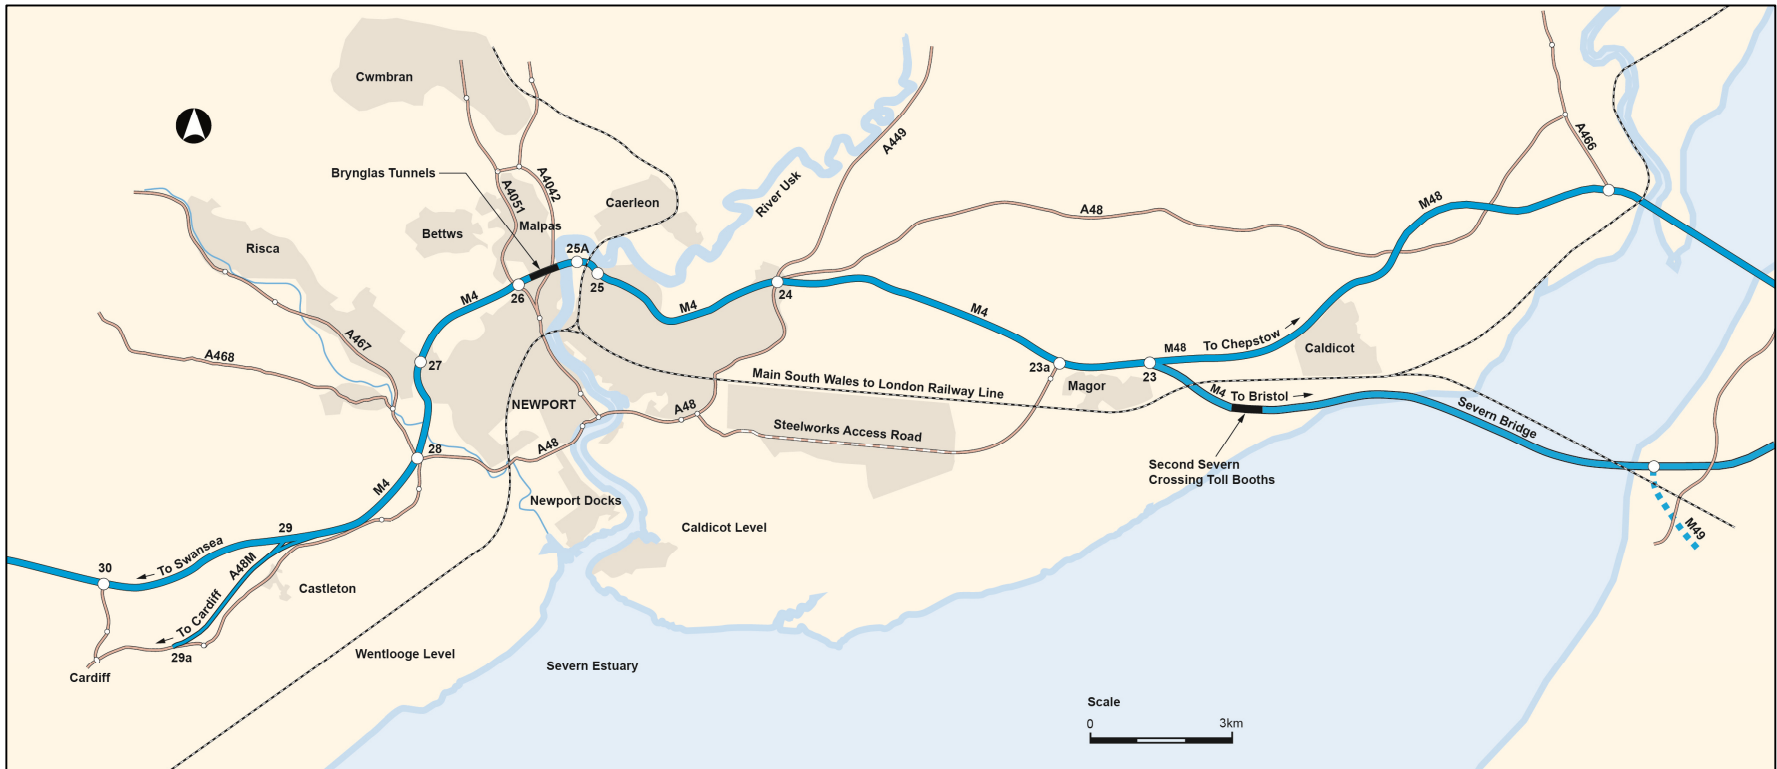 Cwmbran
A449
A466
Brynglas Tunnels
A4051
A4042
River Usk
Caerleon
M48
A48
Malpas
Bettws
Risca
25A
25
26
24
M4
M4
M4
A467
A468
27
To Chepstow
M48
Caldicot
23a
Magor
23
Main South Wales to London Railway Line
M4
To Bristol
NEWPORT
A48
Severn Bridge
Steelworks Access Road
28
A48
Second Severn
Crossing Toll Booths
M4
Newport Docks
Caldicot Level
29
M49
To Swansea
30
A48M
Castleton
To Cardiff
29a
Wentlooge Level
Severn Estuary
Cardiff
Scale
0
3km